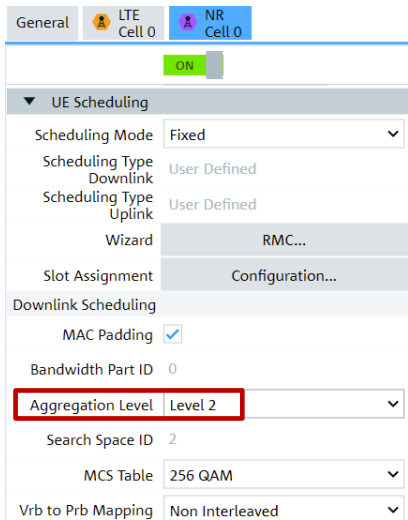 General
LTE
Cell 0
NR
Cell 0
ON
UE Scheduling
Scheduling Mode Fixed
Scheduling Type
Downlink User Defined
Scheduling Type
Uplink User Defined
Wizard RMC...
Slot Assignment Configuration...
Downlink Scheduling
MAC Padding
Bandwidth Part ID 0
Aggregation Level Level 2
Search Space ID 2
MCS Table 256 QAM
Vrb to Prb Mapping Non Interleaved